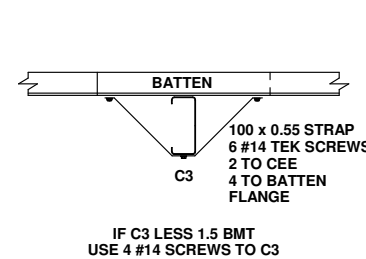 BATTEN
100 x 0.55 STRAP
6 #14 TEK SCREWS
2 TO CEE
4 TO BATTEN
FLANGE
C3
IF C3 LESS 1.5 BMT
USE 4 #14 SCREWS TO C3